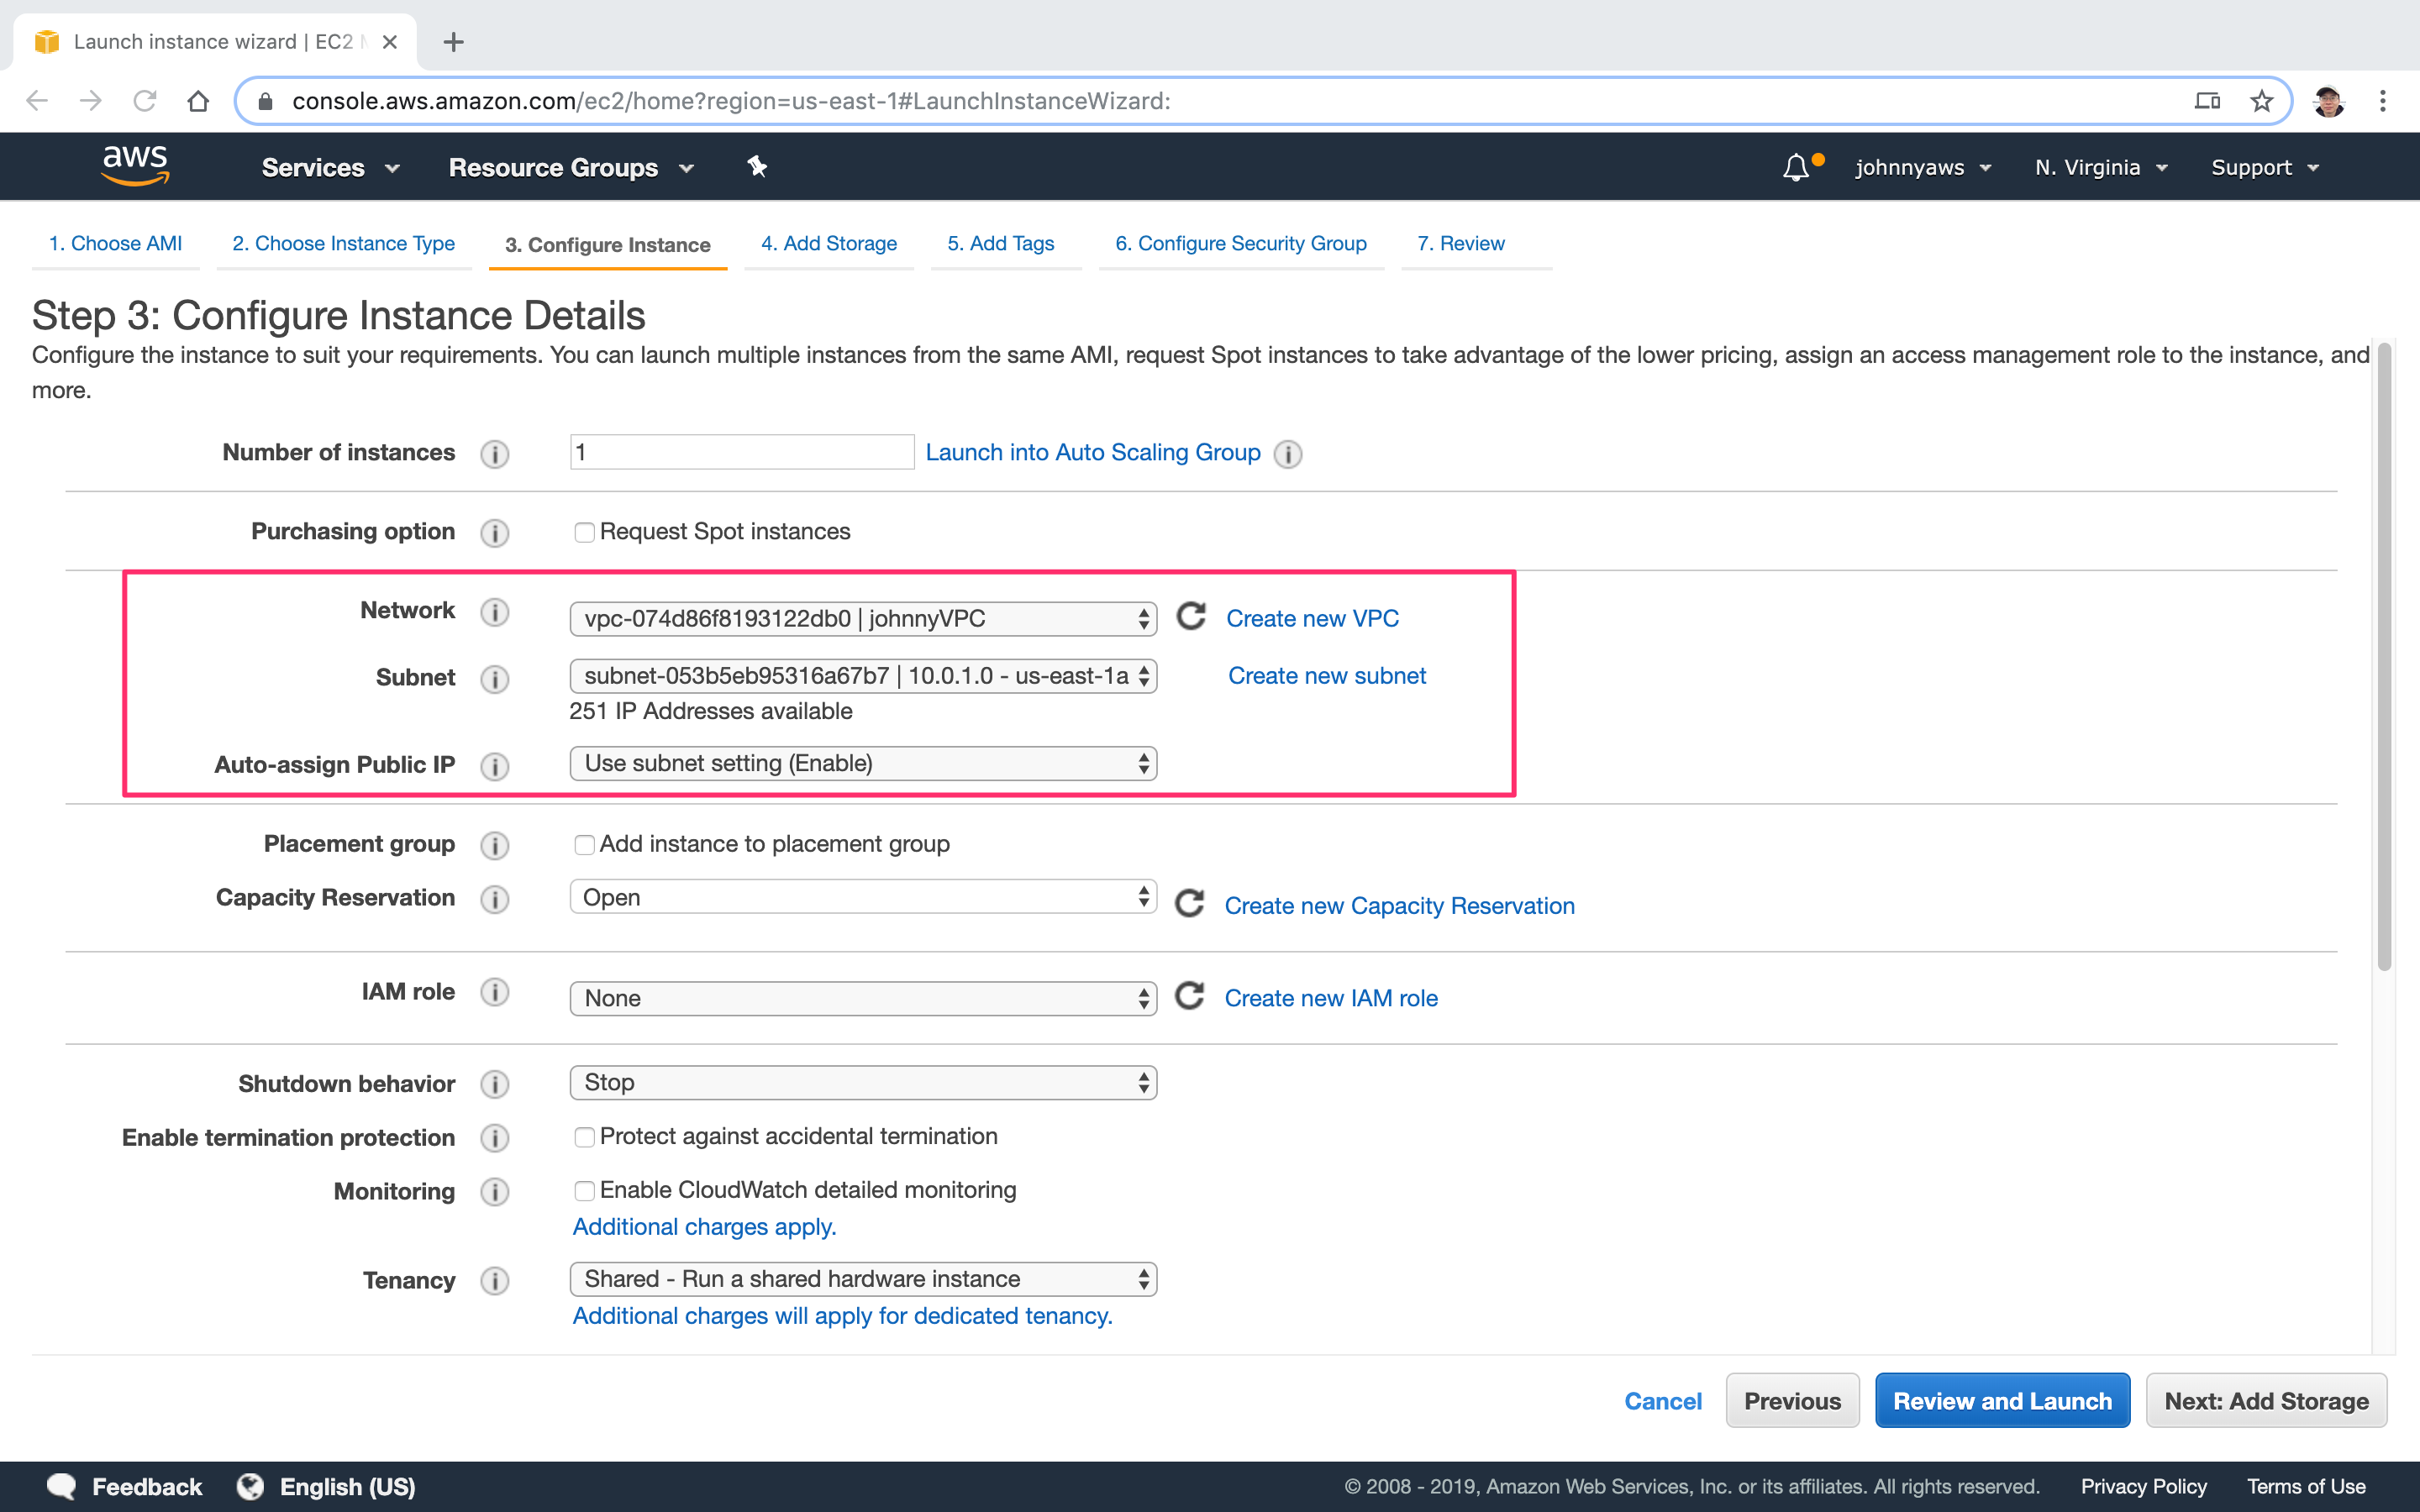 Launch instance wizard | EC2
console.aws.amazon.com/ec2/home?region=us-east-1#LaunchInstanceWizard:
aws Services Resource Groups johnnyaws N. Virginia Support
1. Choose AMI 2. Choose Instance Type 3. Configure Instance 4. Add Storage 5. Add Tags 6. Configure Security Group 7. Review
Step 3: Configure Instance Details
Configure the instance to suit your requirements. You can launch multiple instances from the same AMI, request Spot instances to take advantage of the lower pricing, assign an access management role to the instance, and
more.
Number of instances i 1 Launch into Auto Scaling Group i
Purchasing option i Request Spot instances
Network i vpc-074d86f8193122db0 | johnnyVPC Create new VPC
Subnet i subnet-053b5eb95316a67b7 | 10.0.1.0 - us-east-1a Create new subnet
251 IP Addresses available
Auto-assign Public IP i Use subnet setting (Enable)
Placement group i Add instance to placement group
Capacity Reservation i Open Create new Capacity Reservation
IAM role i None Create new IAM role
Shutdown behavior i Stop
Enable termination protection i Protect against accidental termination
Monitoring i Enable CloudWatch detailed monitoring
Additional charges apply.
Tenancy i Shared - Run a shared hardware instance
Additional charges will apply for dedicated tenancy.
Cancel Previous Review and Launch Next: Add Storage
Feedback English (US) © 2008 - 2019, Amazon Web Services, Inc. or its affiliates. All rights reserved. Privacy Policy Terms of Use